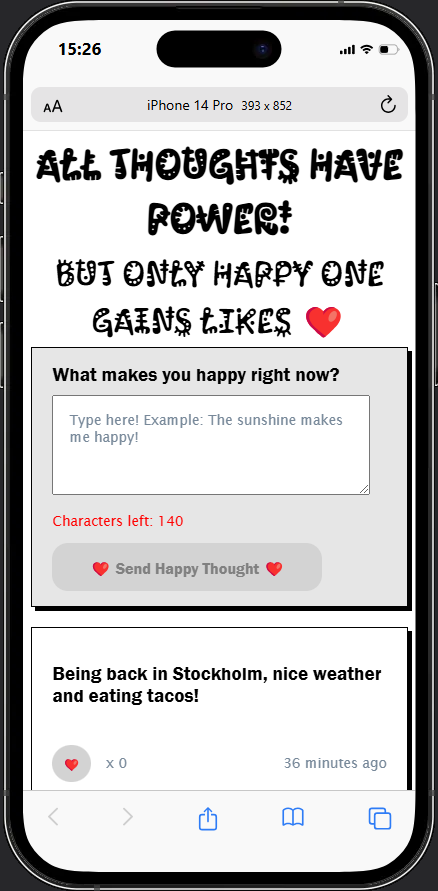 15:26
AA iPhone 14 Pro 393 x 852
ALL THOUGHTS HAVE
POWER!
BUT ONLY HAPPY ONE
GAINS LIKES ❤️
What makes you happy right now?
Type here! Example: The sunshine makes
me happy!
Characters left: 140
❤️ Send Happy Thought ❤️
Being back in Stockholm, nice weather
and eating tacos!
❤️ x 0 36 minutes ago